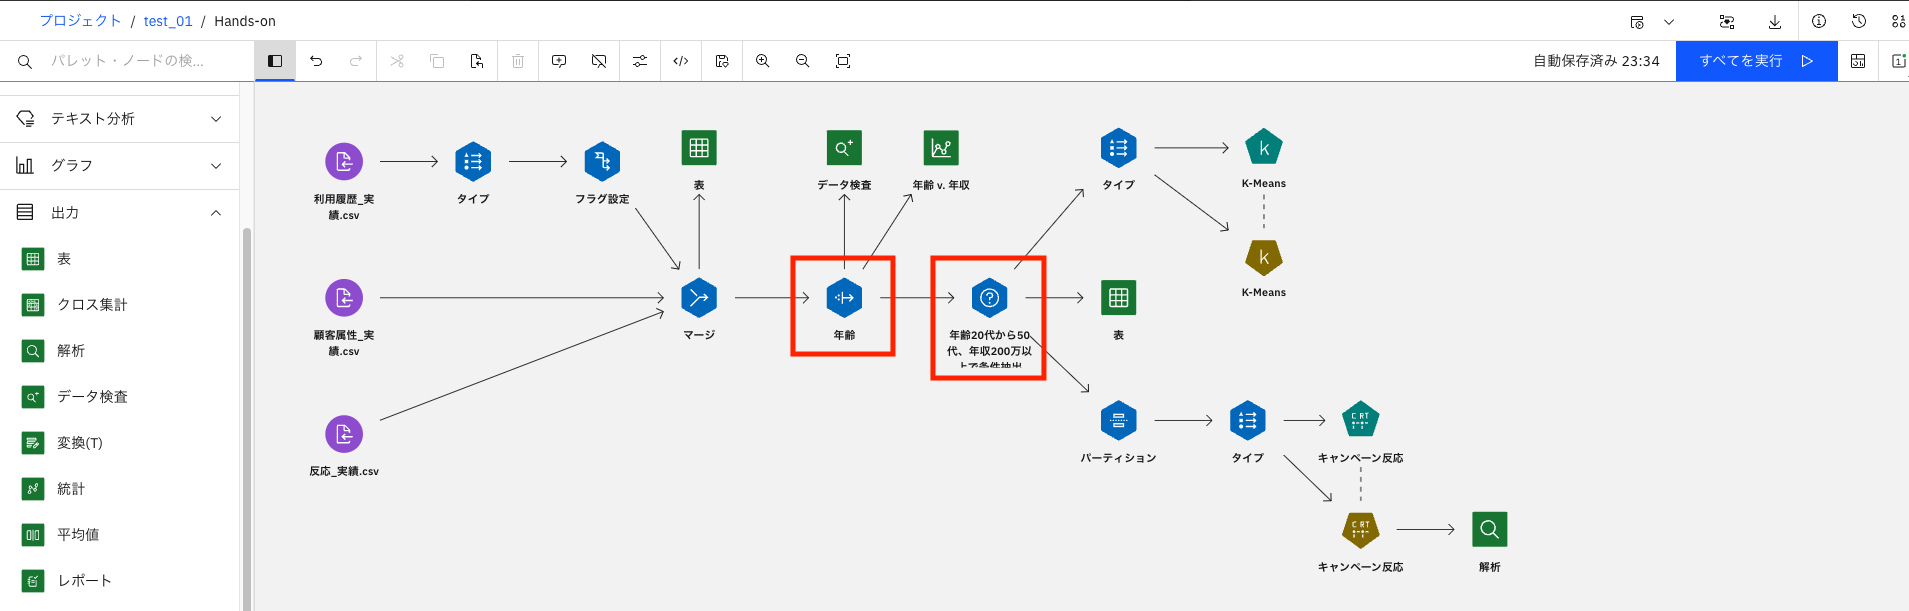 プロジェクト / test_01 / Hands-on
パレット・ノードの検...
自動保存済み 23:34
すべてを実行
テキスト分析
グラフ
出力
表
クロス集計
解析
データ検査
変換(T)
統計
平均値
レポート
利用履歴_実
績.csv
タイプ
フラグ設定
表
データ検査
年齢 v. 年収
タイプ
K-Means
K-Means
顧客属性_実
績.csv
マージ
年齢
年齢20代から50
代、年収200万以
上で条件抽出
表
反応_実績.csv
パーティション
タイプ
キャンペーン反応
キャンペーン反応
解析